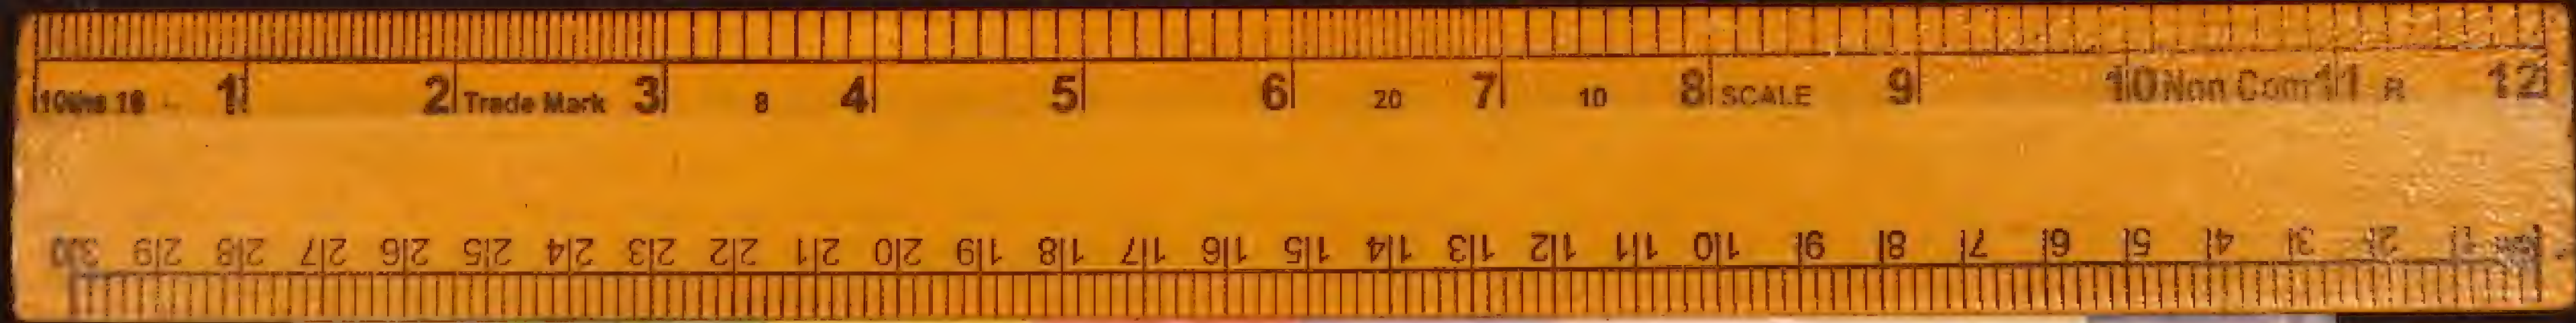 10ths 16 1 2 Trade Mark 3 8 4 5 6 20 7 10 8 SCALE 9 10 Non Com 11 R 12
30 29 28 27 26 25 24 23 22 21 20 19 18 17 16 15 14 13 12 11 10 9 8 7 6 5 4 3 2 1